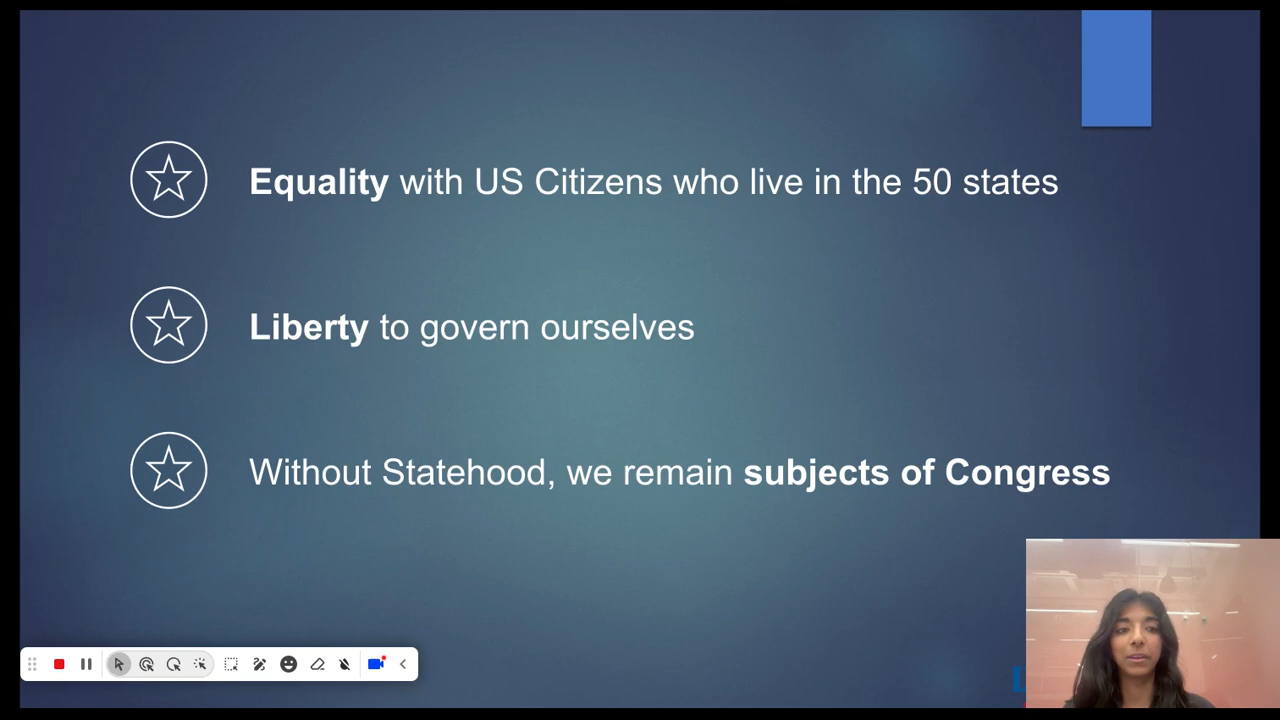 Equality with US Citizens who live in the 50 states
Liberty to govern ourselves
Without Statehood, we remain subjects of Congress